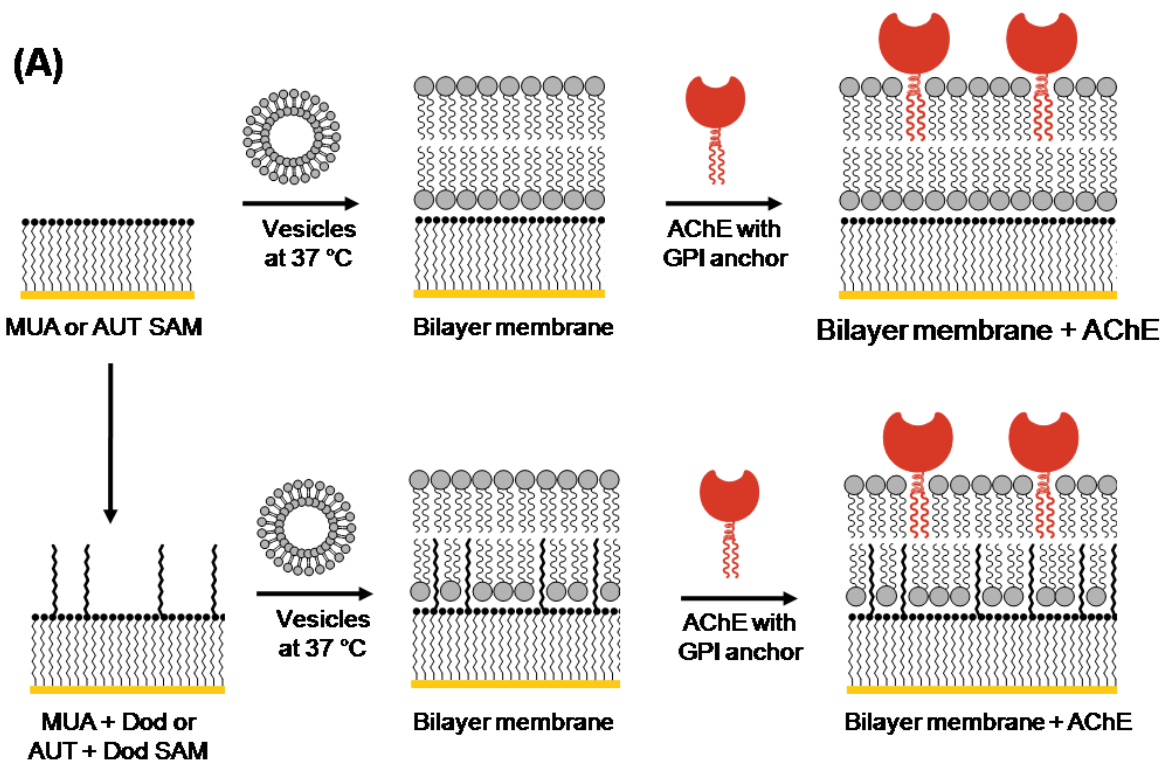 (A)
Vesicles
at 37 °C
AChE with
GPI anchor
MUA or AUT SAM
Bilayer membrane
Bilayer membrane + AChE
Vesicles
at 37 °C
AChE with
GPI anchor
MUA + Dod or
AUT + Dod SAM
Bilayer membrane
Bilayer membrane + AChE